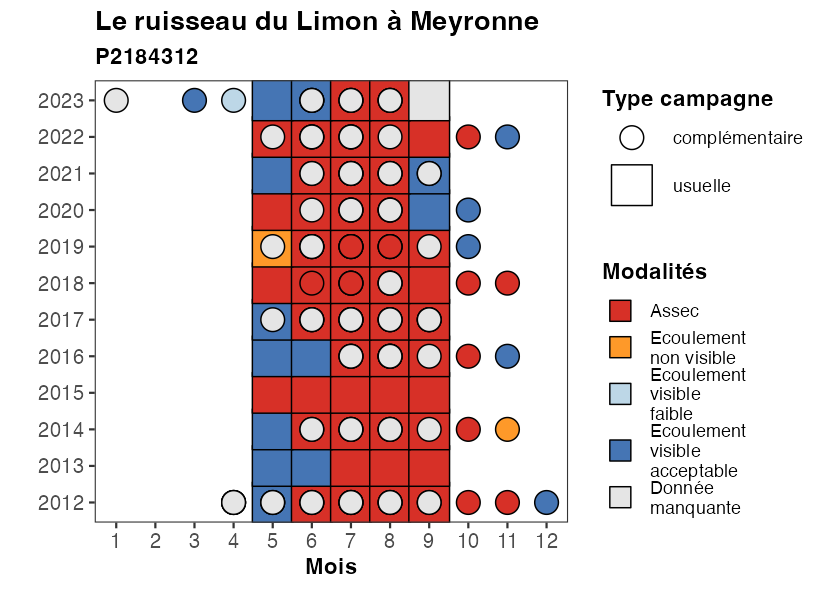 Le ruisseau du Limon à Meyronne
P2184312
2023
2022
2021
2020
2019
2018
2017
2016
2015
2014
2013
2012
1 2 3 4 5 6 7 8 9 10 11 12
Mois
Type campagne
complémentaire
usuelle
Modalités
Assec
Ecoulement
non visible
Ecoulement
visible
faible
Ecoulement
visible
acceptable
Donnée
manquante